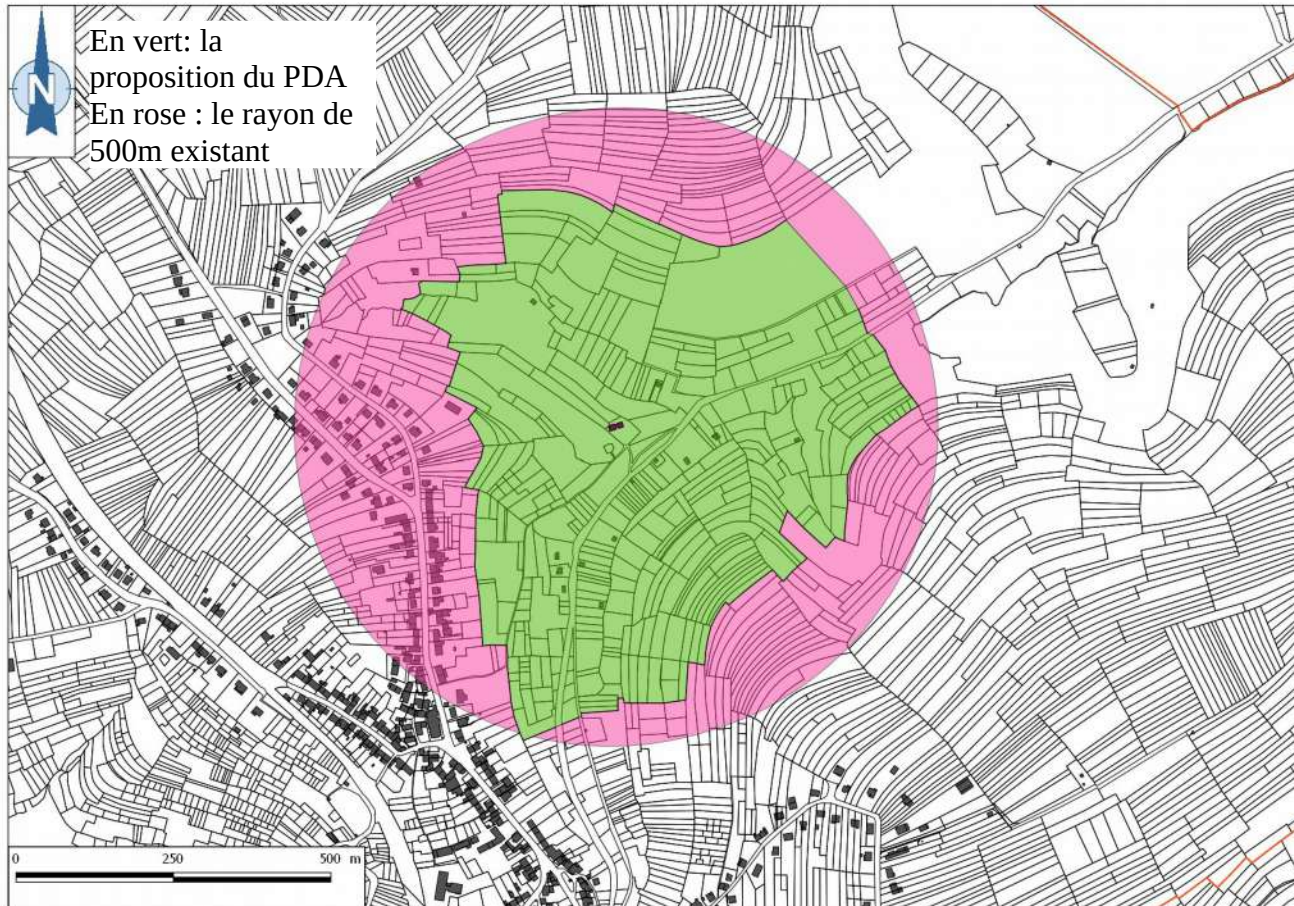 N
En vert: la
proposition du PDA
En rose : le rayon de
500m existant
0 250 500 m